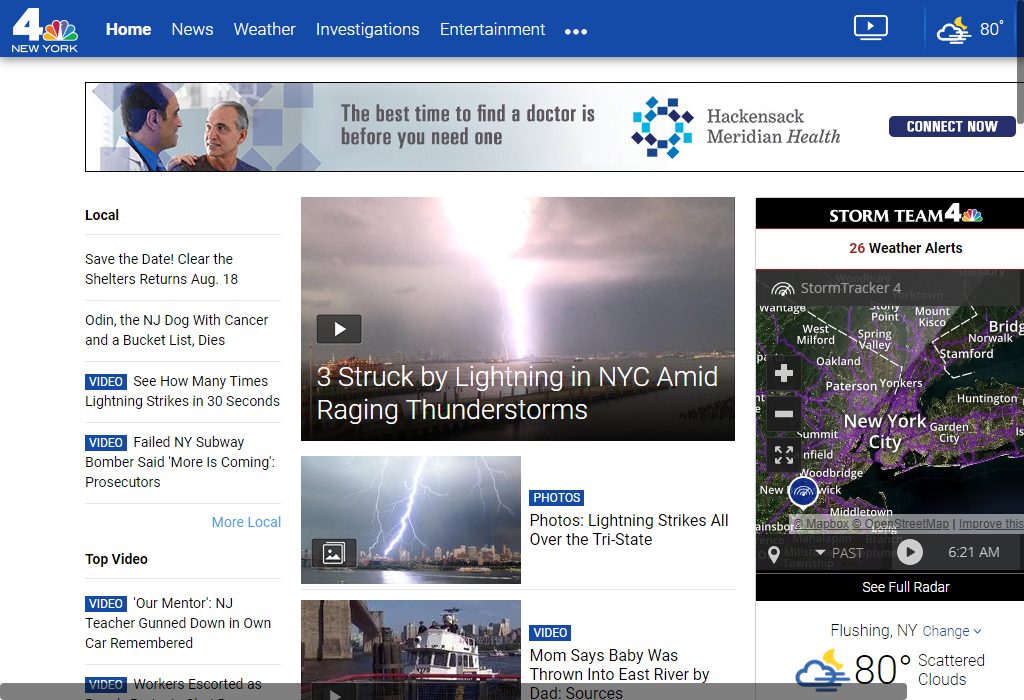 4
NEW YORK
Home
News
Weather
Investigations
Entertainment
80°
The best time to find a doctor is
before you need one
Hackensack
Meridian Health
CONNECT NOW
Local
Save the Date! Clear the
Shelters Returns Aug. 18
Odin, the NJ Dog With Cancer
and a Bucket List, Dies
VIDEO See How Many Times
Lightning Strikes in 30 Seconds
VIDEO Failed NY Subway
Bomber Said 'More Is Coming':
Prosecutors
More Local
Top Video
VIDEO 'Our Mentor': NJ
Teacher Gunned Down in Own
Car Remembered
VIDEO Workers Escorted as
3 Struck by Lightning in NYC Amid
Raging Thunderstorms
PHOTOS
Photos: Lightning Strikes All
Over the Tri-State
VIDEO
Mom Says Baby Was
Thrown Into East River by
Dad: Sources
STORM TEAM 4
26 Weather Alerts
Woodbury
StormTracker 4
Yorktown
Wantage
Stony
Point
Mount
Kisco
West
Milford
Spring
Valley
Bridg
Norwalk
Stamford
Oakland
Paterson
Yonkers
Huntington
New York
City
Garden
City
Is
Summit
nfield
Woodbridge
New
wick
Middletown
ainsbor
© Mapbox © OpenStreetMap | Improve this
Manalapan
Branch
Millst
Township
eptune
PAST
6:21 AM
See Full Radar
Flushing, NY Change
80°
Scattered
Clouds